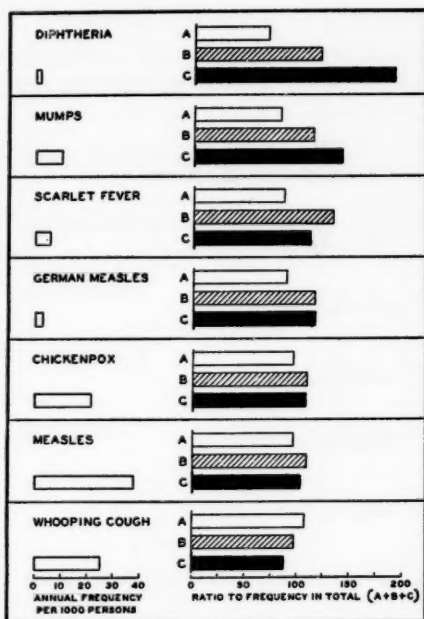 DIPHTHERIA
A
B
C
MUMPS
A
B
C
SCARLET FEVER
A
B
C
GERMAN MEASLES
A
B
C
CHICKENPOX
A
B
C
MEASLES
A
B
C
WHOOPING COUGH
A
B
C
0 10 20 30 40 0 50 100 150 200
ANNUAL FREQUENCY PER 1000 PERSONS
RATIO TO FREQUENCY IN TOTAL (A+B+C)